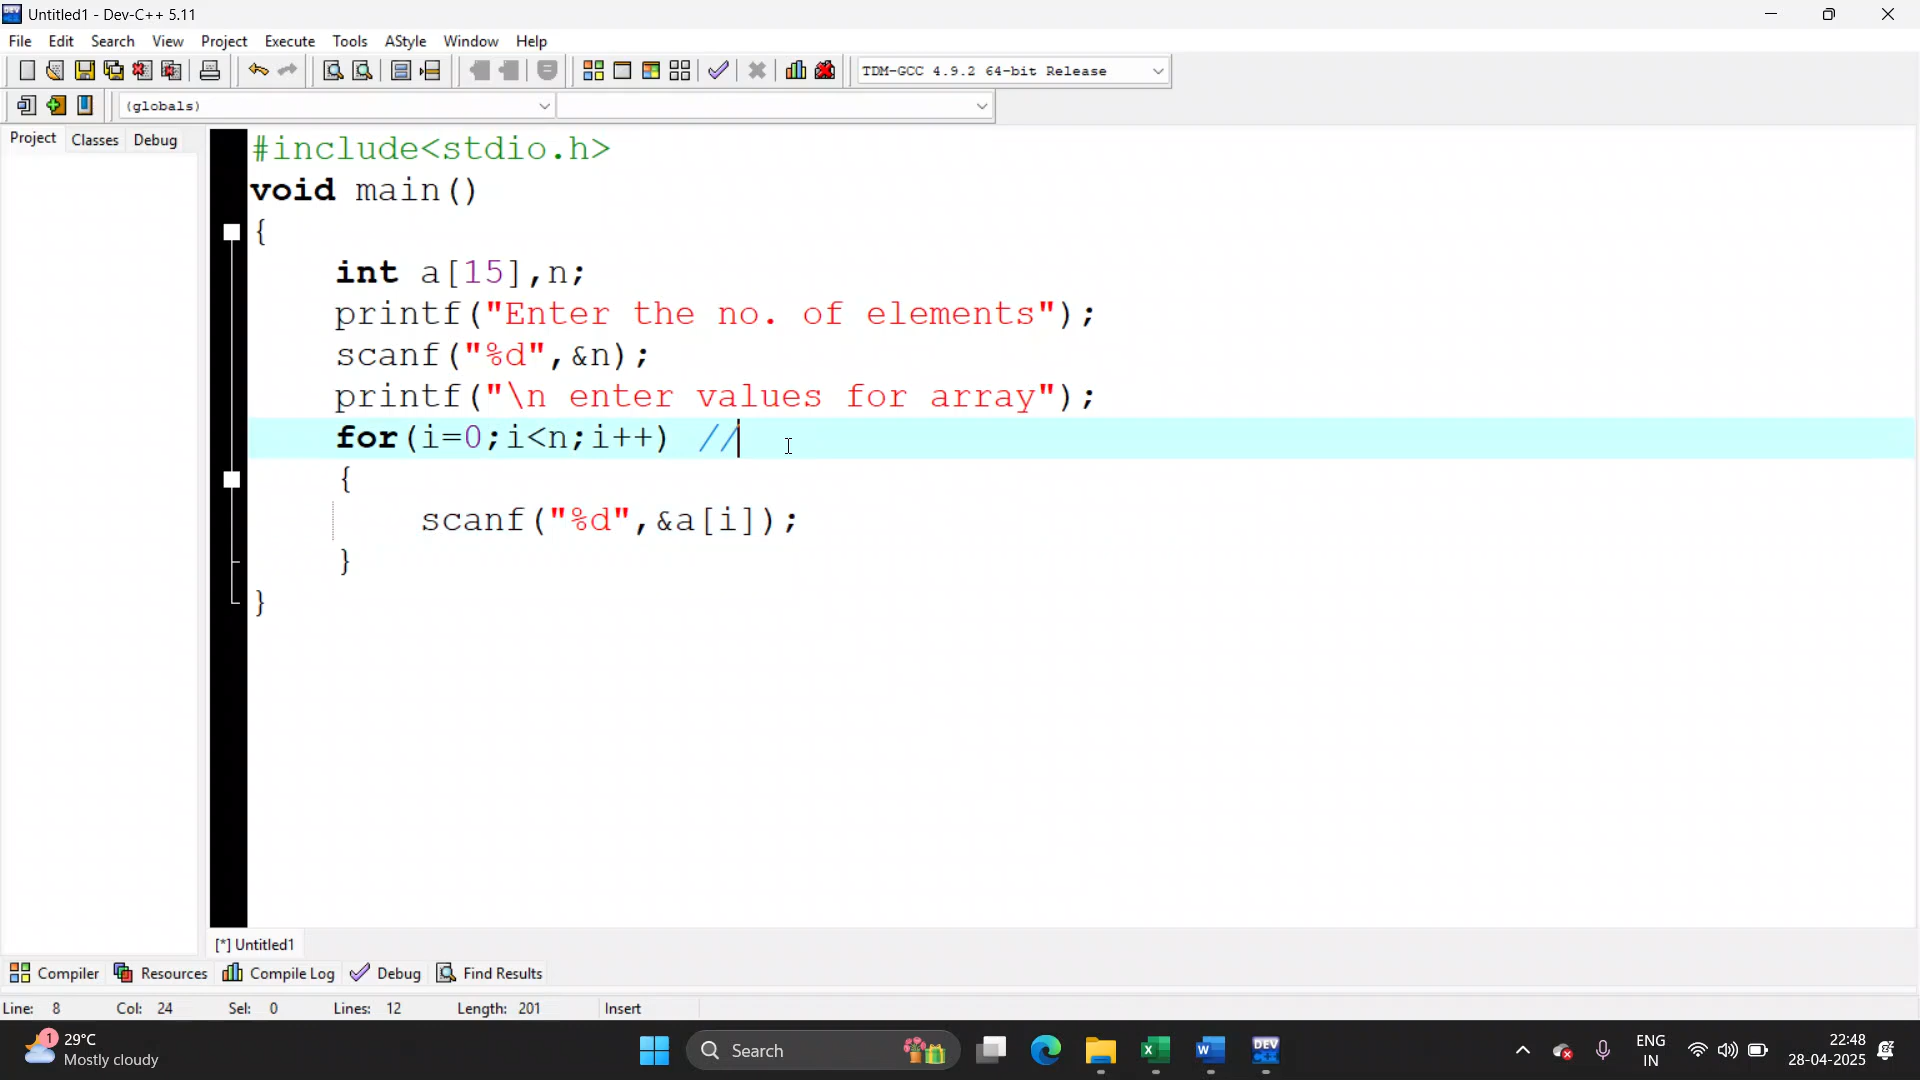 Untitled1 - Dev-C++ 5.11
File Edit Search View Project Execute Tools AStyle Window Help
TDM-GCC 4.9.2 64-bit Release
(globals)
Project Classes Debug
#include<stdio.h>
void main()
{
int a[15],n;
printf("Enter the no. of elements");
scanf("%d",&n);
printf("\n enter values for array");
for(i=0;i<n;i++) //
{
scanf("%d",&a[i]);
}
}
[*] Untitled1
Compiler Resources Compile Log Debug Find Results
Line: 8 Col: 24 Sel: 0 Lines: 12 Length: 201 Insert
1 29°C
Mostly cloudy
Search
DEV
ENG
IN
22:48
28-04-2025